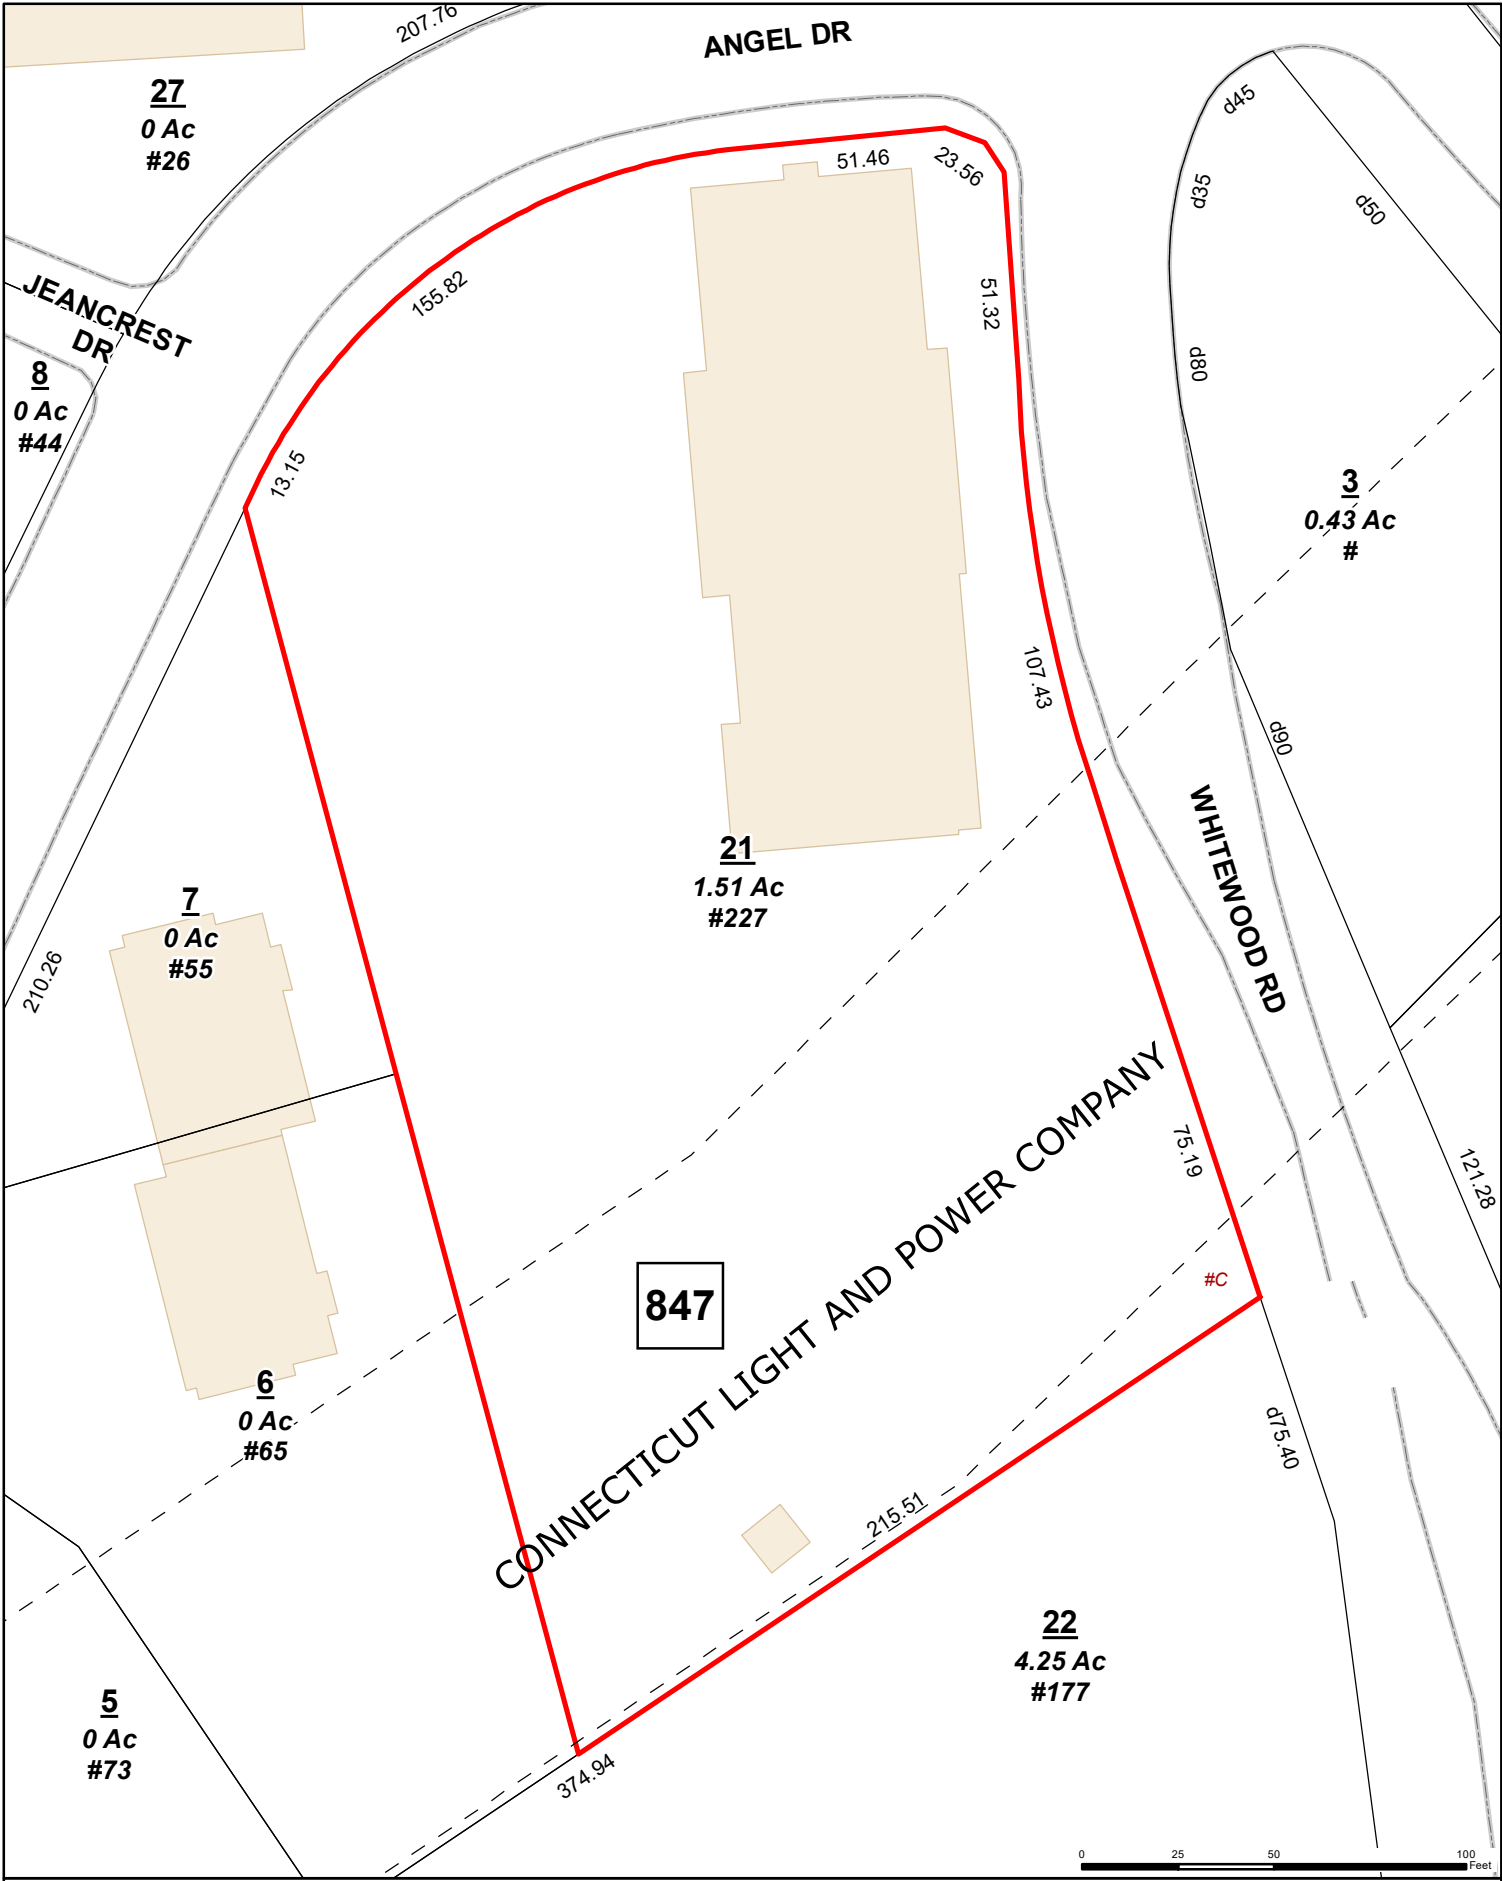 207.76
ANGEL DR
27
0 Ac
#26
d45
51.46
23.56
d35
d50
JEANCREST
DR
155.82
51.32
8
0 Ac
#44
d80
13.15
3
0.43 Ac
#
107.43
d90
WHITEWOOD RD
21
1.51 Ac
#227
7
0 Ac
#55
210.26
CONNECTICUT LIGHT AND POWER COMPANY
75.19
121.28
#C
847
6
0 Ac
#65
d75.40
215.51
22
4.25 Ac
#177
5
0 Ac
#73
374.94
0 25 50 100
Feet